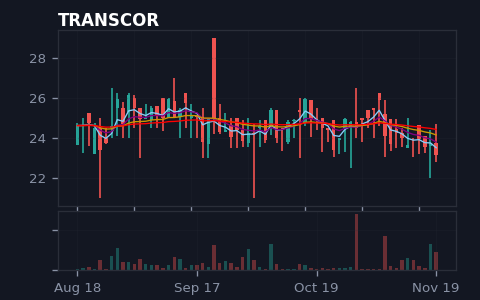 TRANSCOR
28
26
24
22
Aug 18
Sep 17
Oct 19
Nov 19